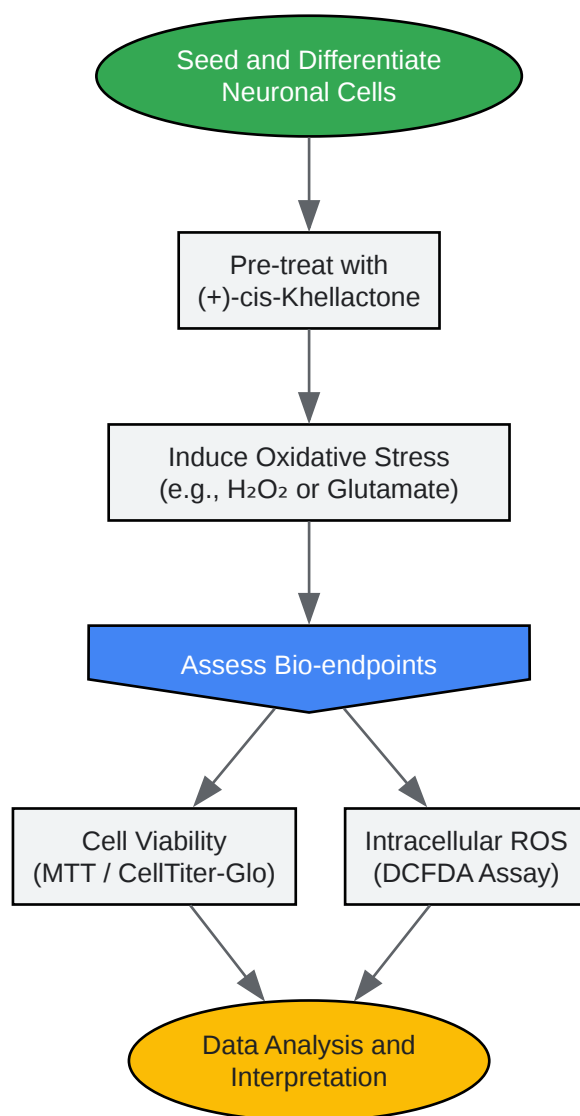 Seed and Differentiate
Neuronal Cells
Pre-treat with
(+)-cis-Khellactone
Induce Oxidative Stress
(e.g., H₂O₂ or Glutamate)
Assess Bio-endpoints
Cell Viability
(MTT / CellTiter-Glo)
Intracellular ROS
(DCFDA Assay)
Data Analysis and
Interpretation